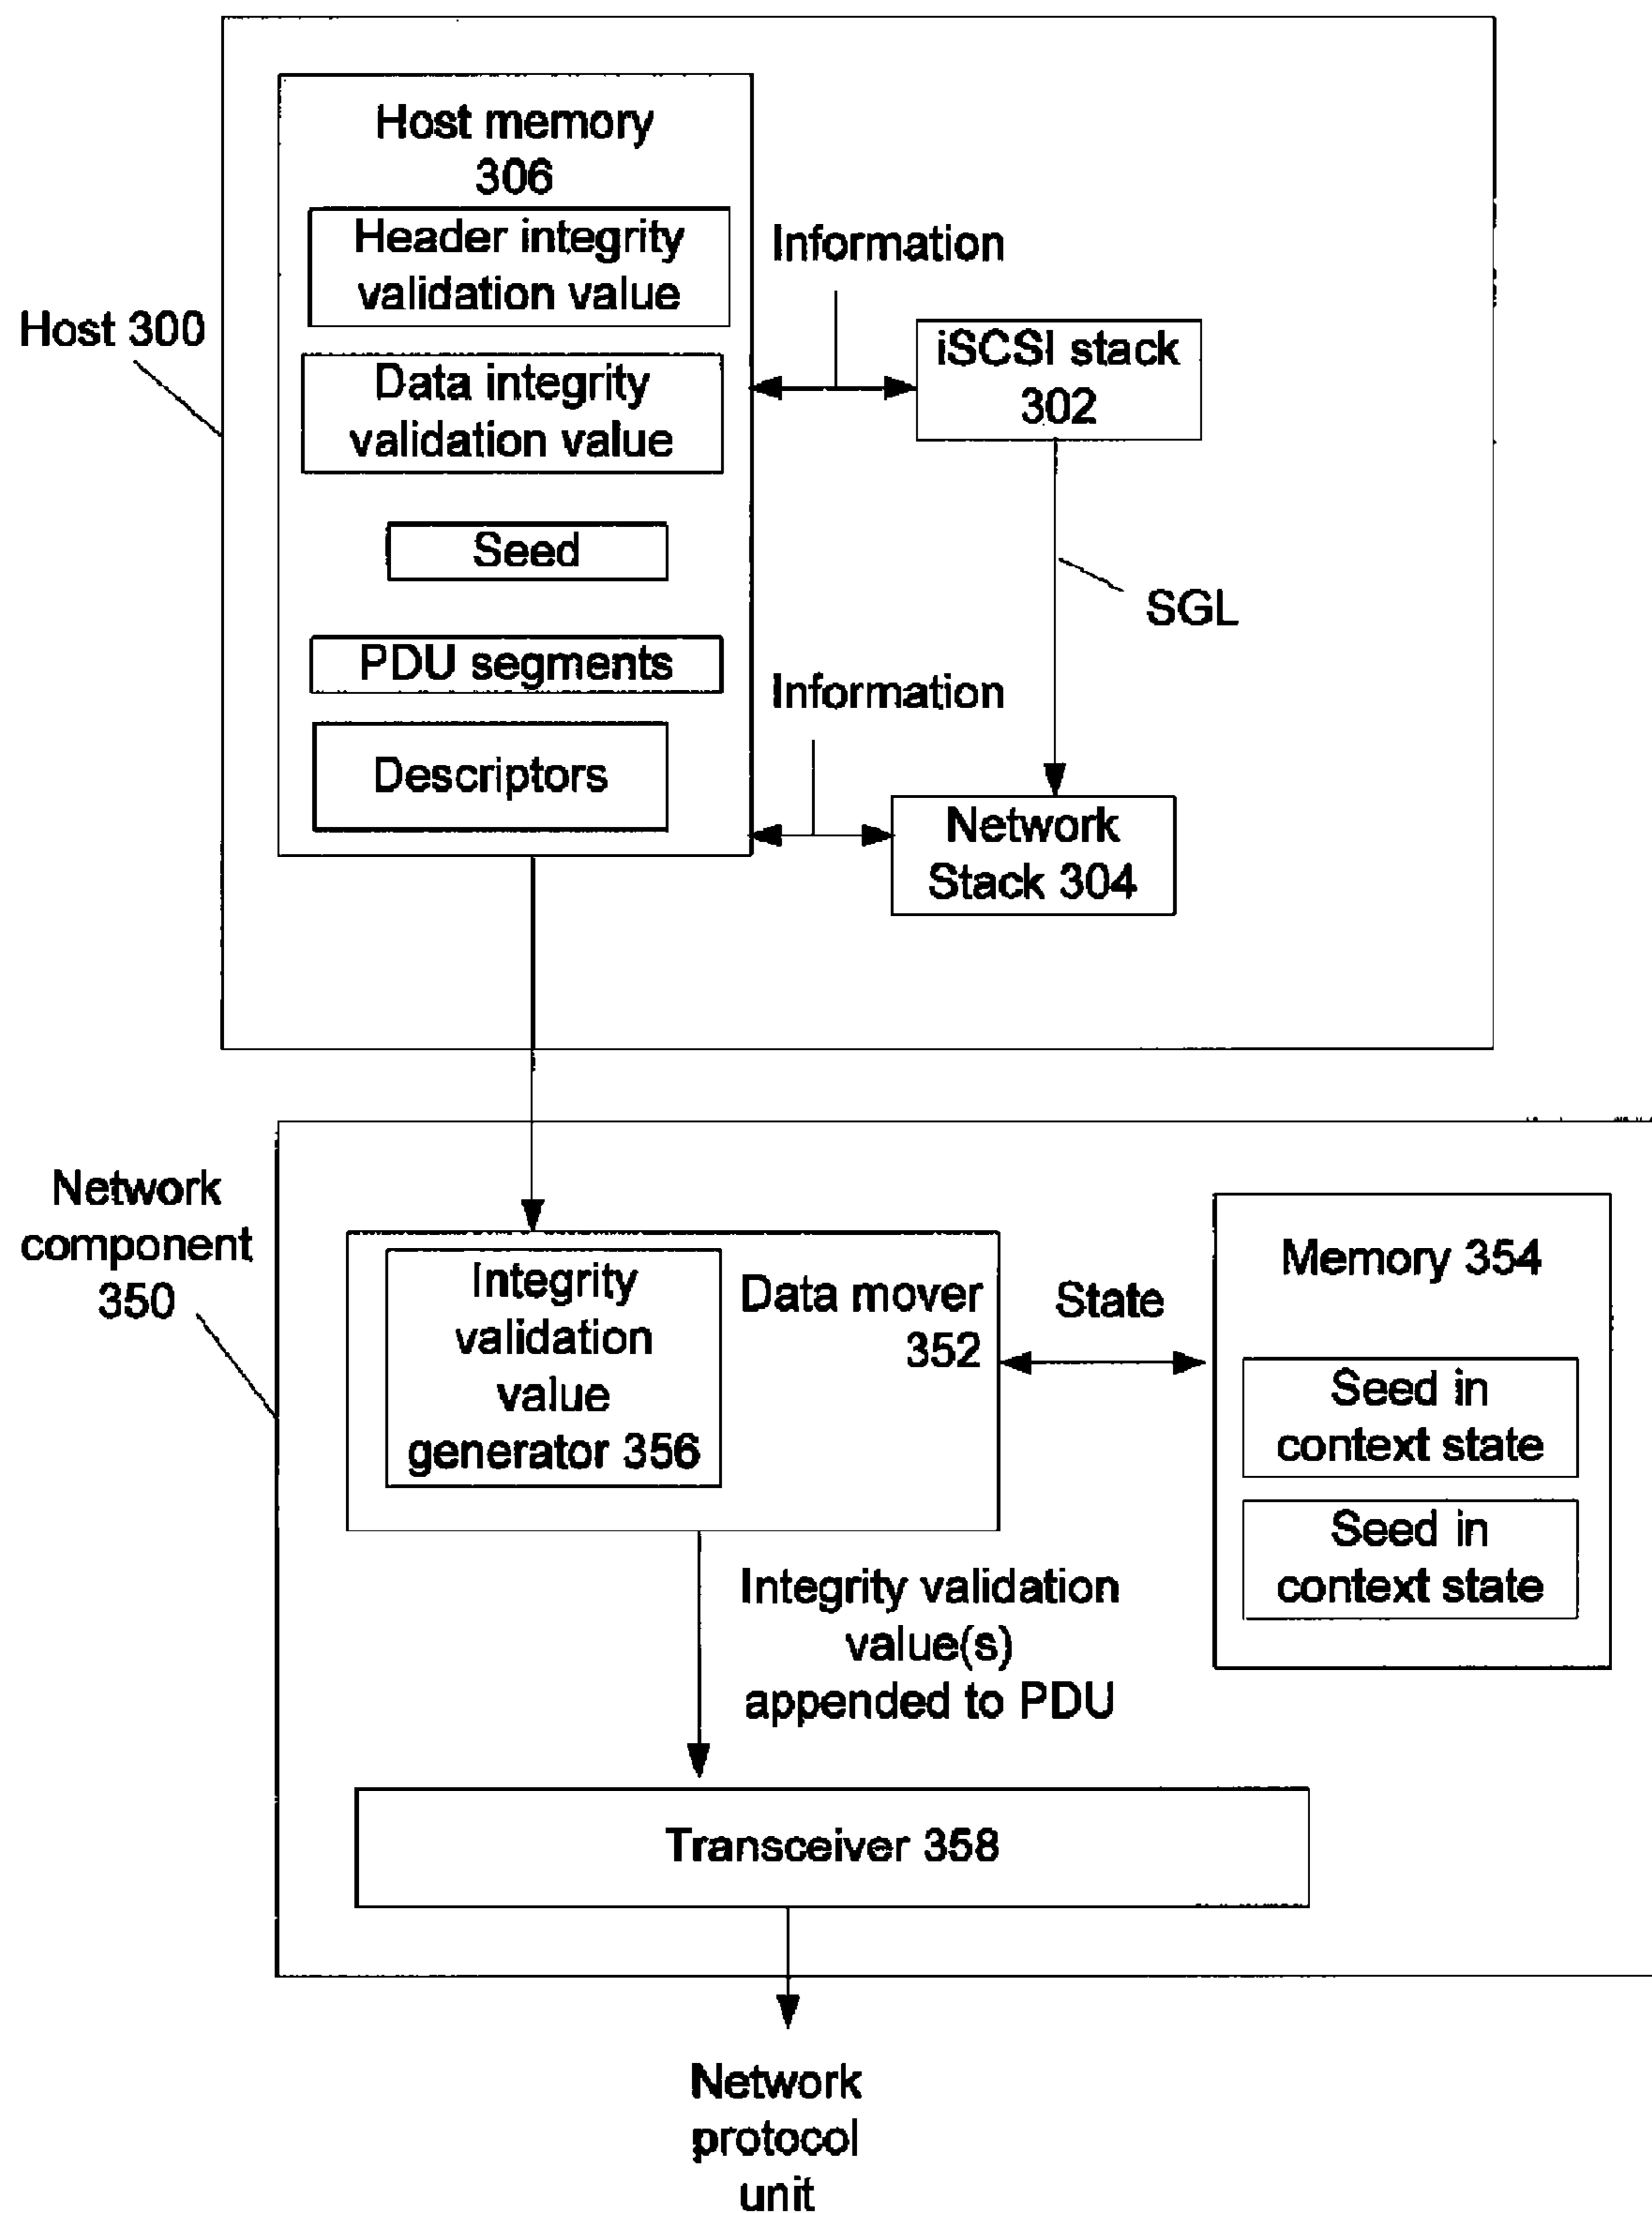 Host memory
306
Header integrity
validation value
Information
Host 300
iSCSI stack
302
Data integrity
validation value
Seed
SGL
PDU segments
Information
Descriptors
Network
Stack 304
Network
component
350
Integrity
validation
value
generator 356
Data mover
352
State
Memory 354
Seed in
context state
Seed in
context state
Integrity validation
value(s)
appended to PDU
Transceiver 358
Network
protocol
unit